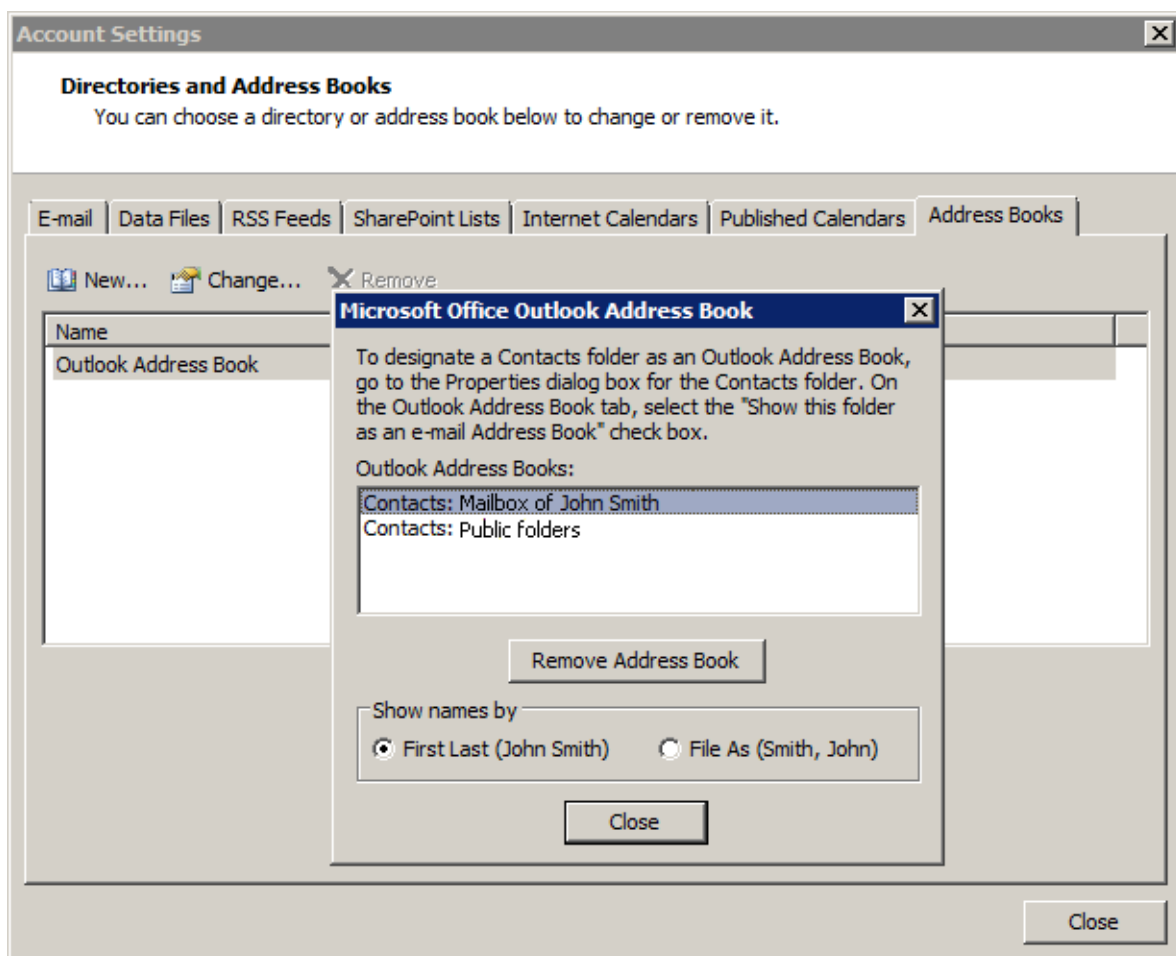 Account Settings
Directories and Address Books
You can choose a directory or address book below to change or remove it.
E-mail Data Files RSS Feeds SharePoint Lists Internet Calendars Published Calendars Address Books
New... Change... Remove
Name
Outlook Address Book
Microsoft Office Outlook Address Book
To designate a Contacts folder as an Outlook Address Book,
go to the Properties dialog box for the Contacts folder. On
the Outlook Address Book tab, select the "Show this folder
as an e-mail Address Book" check box.
Outlook Address Books:
Contacts: Mailbox of John Smith
Contacts: Public folders
Remove Address Book
Show names by
First Last (John Smith) File As (Smith, John)
Close
Close